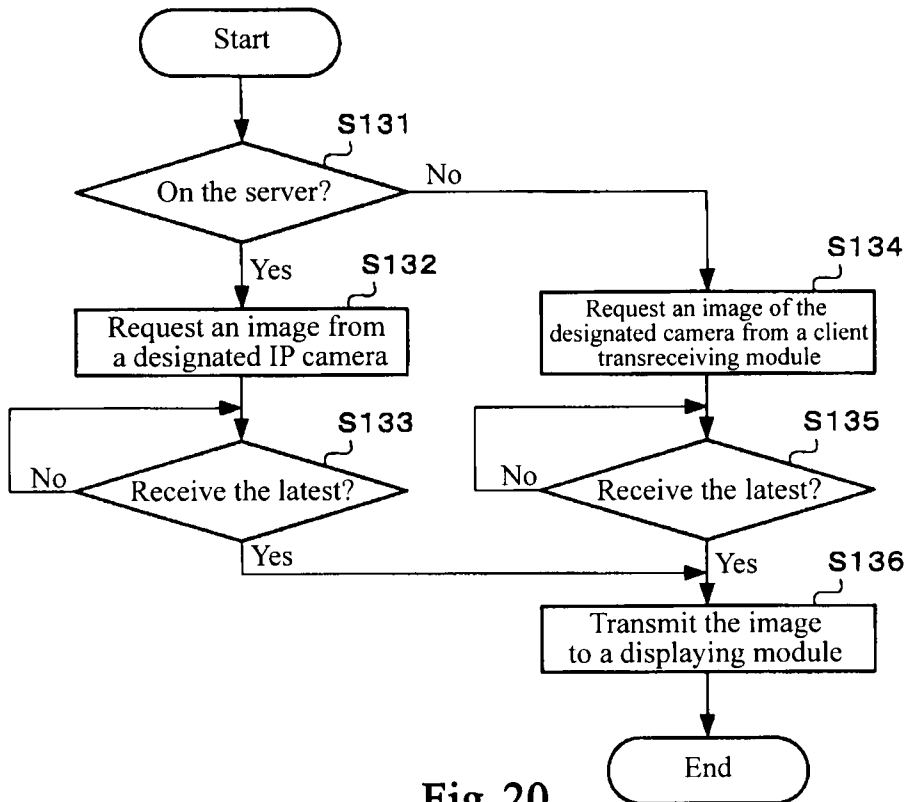 Start
S131
On the server?
No
Yes
S132
Request an image from
a designated IP camera
S134
Request an image of the
designated camera from a client
transreceiving module
S133
No
Receive the latest?
Yes
S135
No
Receive the latest?
Yes
S136
Transmit the image
to a displaying module
End
Fig. 20